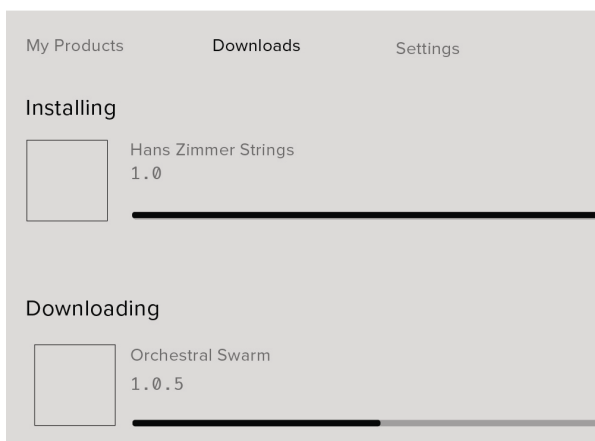 My Products
Downloads
Settings
Installing
Hans Zimmer Strings
1.0
Downloading
Orchestral Swarm
1.0.5